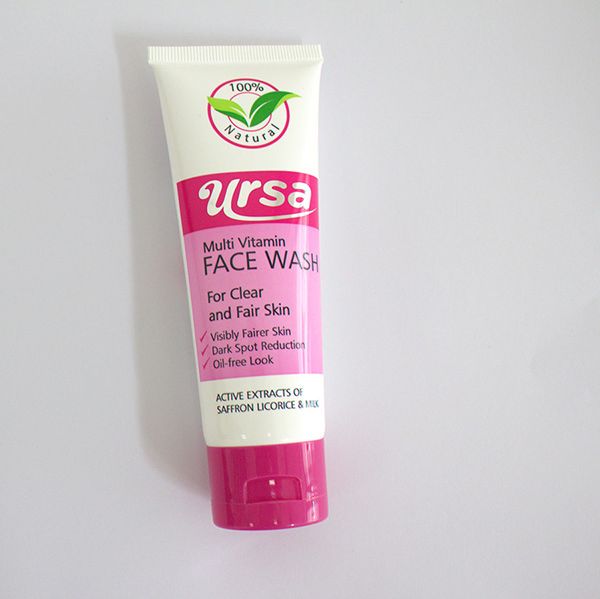 100%
Natural
ursa
Multi Vitamin
FACE WASH
For Clear
and Fair Skin
Visibly Fairer Skin
Dark Spot Reduction
Oil-free Look
ACTIVE EXTRACTS OF
SAFFRON LICORICE & MILK